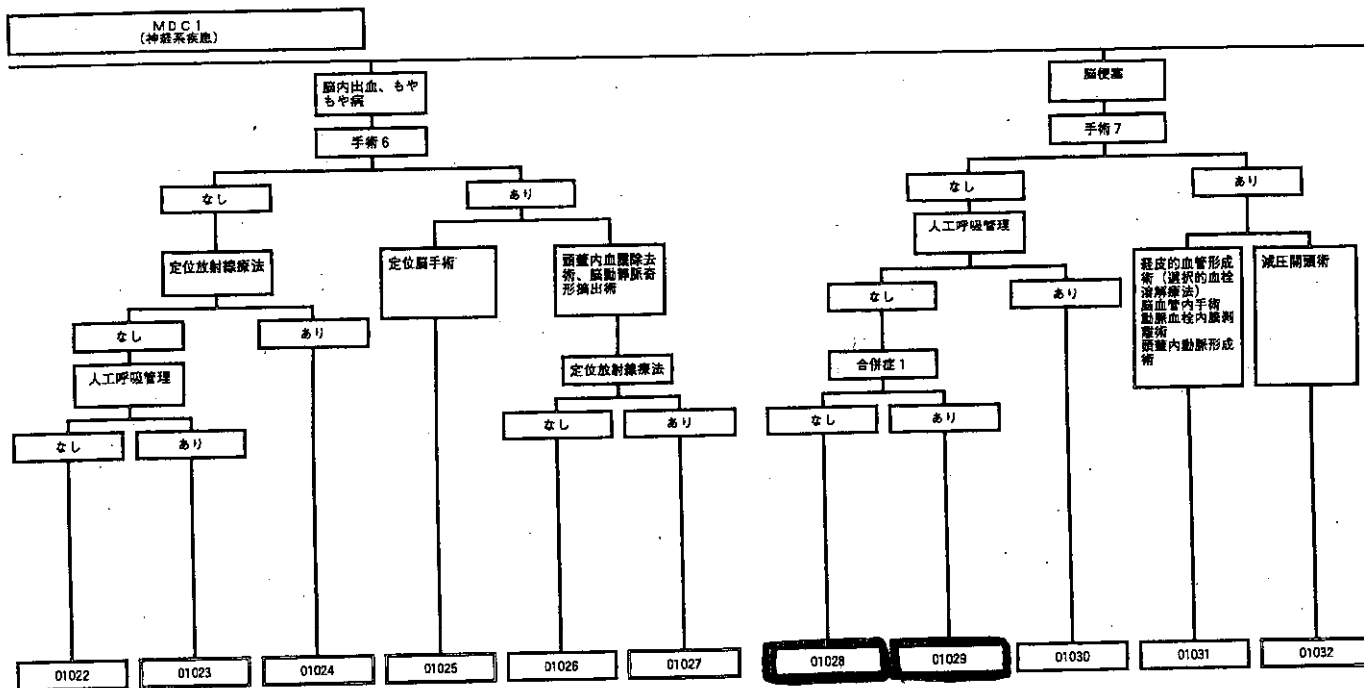 MDC1
(神経系疾患)
脳内出血、もや
もや病
手術6
なし
あり
定位放射線療法
なし
あり
人工呼吸管理
なし
あり
定位脳手術
頭蓋内血腫除去
術、脳動静脈奇
形摘出術
定位放射線療法
なし
あり
脳梗塞
手術7
なし
あり
人工呼吸管理
なし
あり
合併症1
なし
あり
経皮的血管形成
術(選択的血栓
溶解療法)
脳血管内手術
動脈血栓内膜剥
離術
頭蓋内動脈形成
術
減圧開頭術
01022
01023
01024
01025
01026
01027
01028
01029
01030
01031
01032